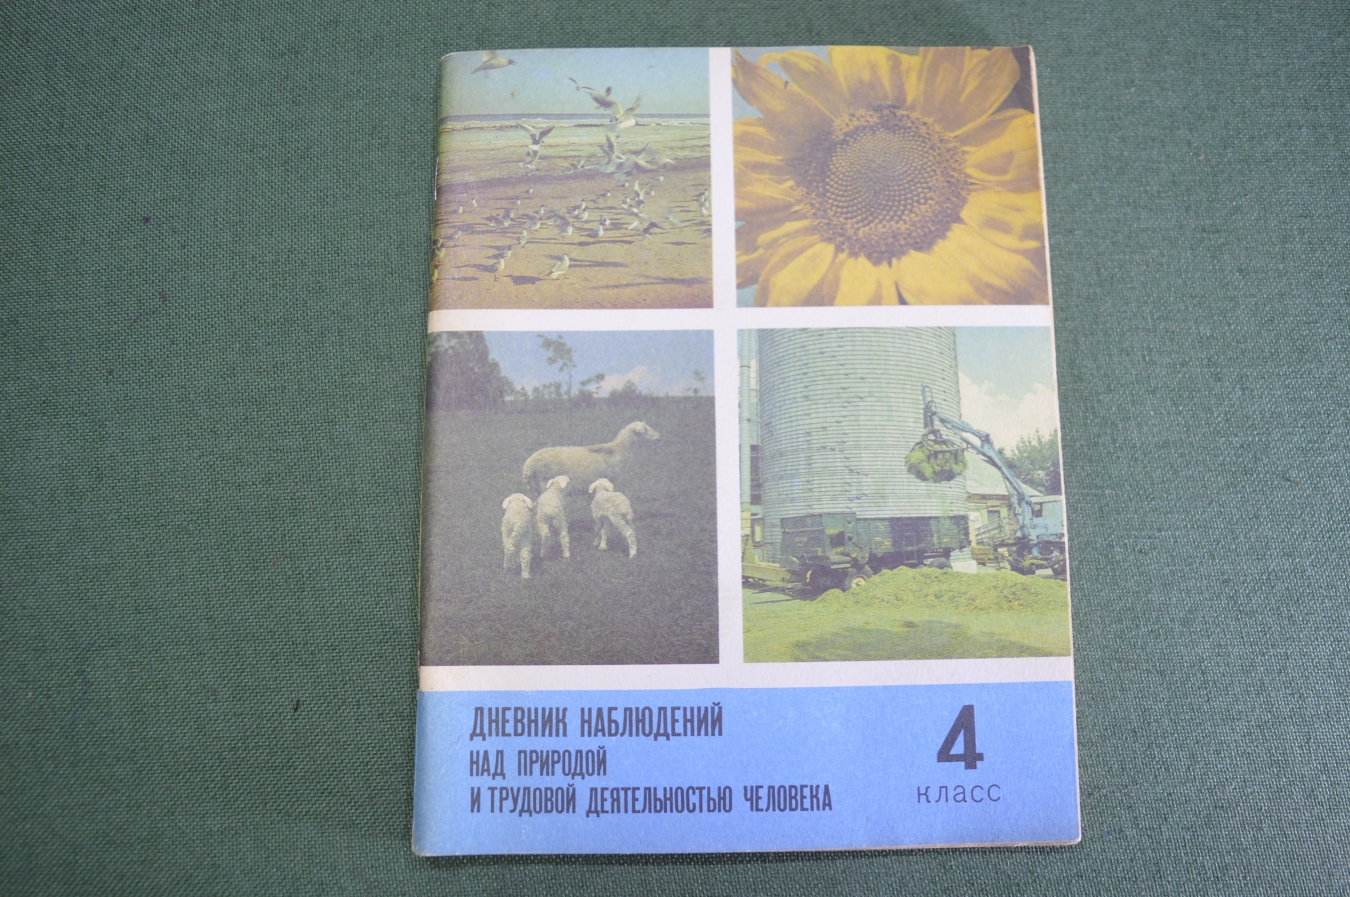 ДНЕВНИК НАБЛЮДЕНИЙ
НАД ПРИРОДОЙ
И ТРУДОВОЙ ДЕЯТЕЛЬНОСТЬЮ ЧЕЛОВЕКА
4
класс